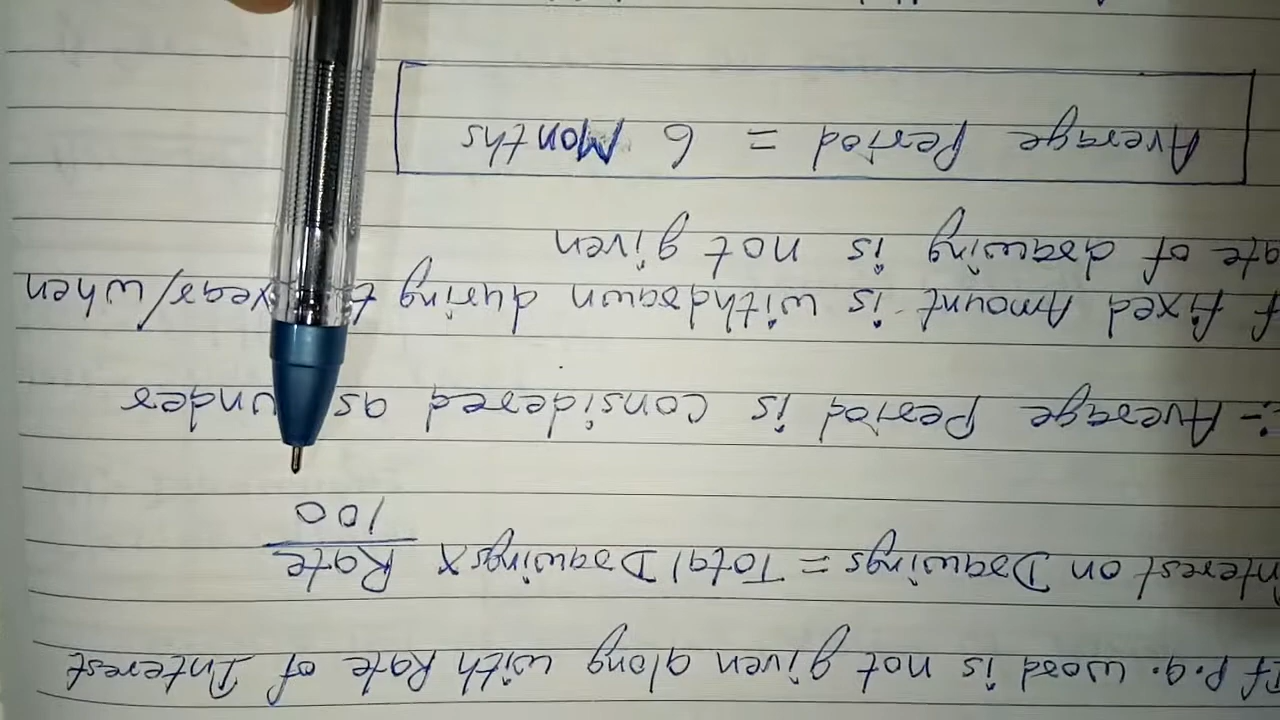 If P.a. word is not given along with Rate of Interest
nterest on Drawings = Total Drawings X Rate
100
:- Average Period is considered as under
f fixed Amount is withdrawn during t Year/when
ate of drawing is not given
Average Period = 6 Months